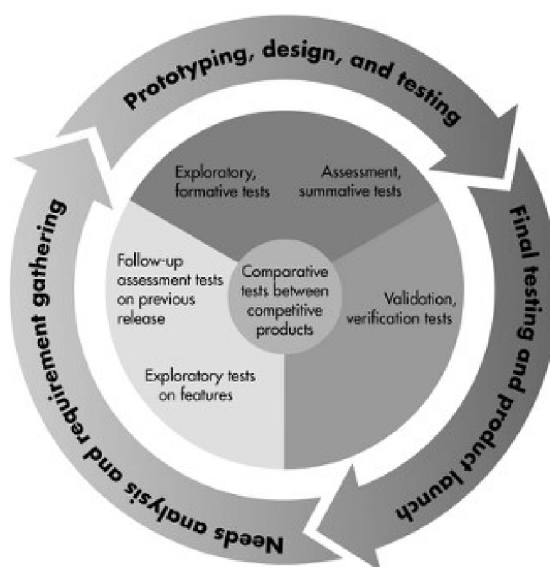 Prototyping, design, and testing
Exploratory,
formative tests
Assessment,
summative tests
Follow-up
assessment tests
on previous
release
Comparative
tests between
competitive
products
Validation,
verification tests
Exploratory tests
on features
Final testing and product launch
Needs analysis and requirement gathering